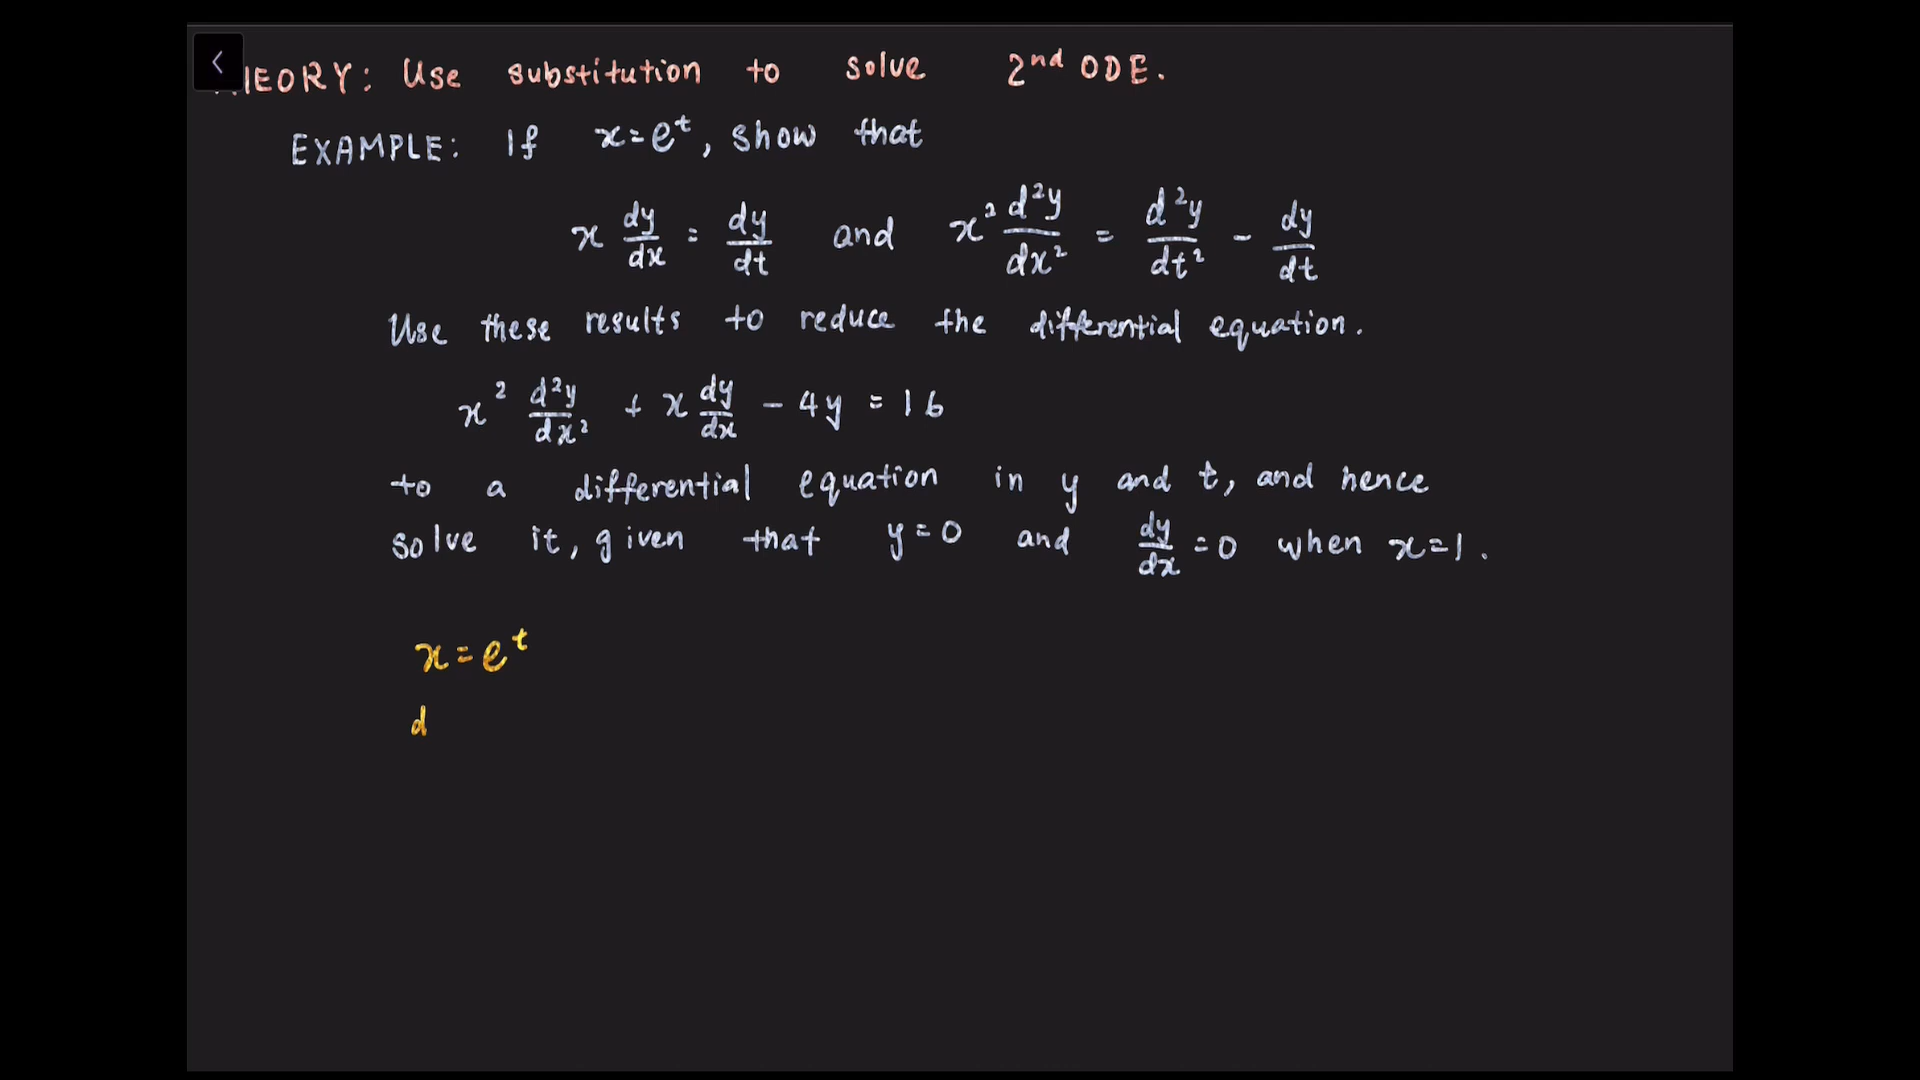 HEORY: Use substitution to solve 2nd ODE.
EXAMPLE: If x=e^t, show that
x dy/dx = dy/dt and x² d²y/dx² = d²y/dt² - dy/dt
Use these results to reduce the differential equation.
x² d²y/dx² + x dy/dx - 4y = 16
to a differential equation in y and t, and hence
solve it, given that y=0 and dy/dx =0 when x=1.
x=e^t
d